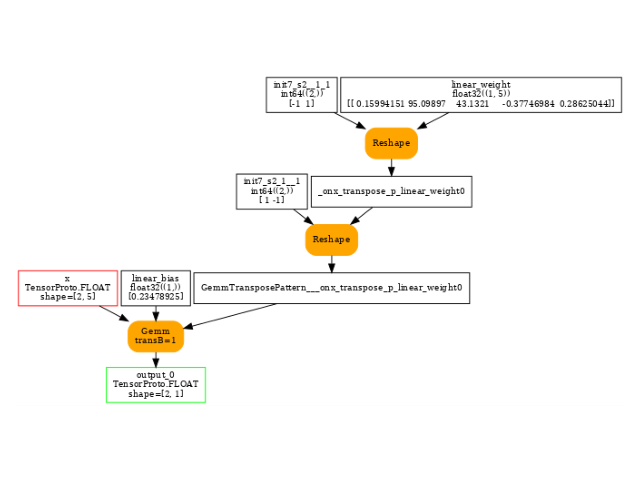 init7_s2__1_1
int64((2,))
[-1 1]
linear_weight
float32((1, 5))
[[ 0.15994151 95.09897 43.1321 -0.37746984 0.28625044]]
Reshape
init7_s2_1__1
int64((2,))
[ 1 -1]
_onx_transpose_p_linear_weight0
Reshape
x
TensorProto.FLOAT
shape=[2, 5]
linear_bias
float32((1,))
[0.23478925]
GemmTransposePattern___onx_transpose_p_linear_weight0
Gemm
transB=1
output_0
TensorProto.FLOAT
shape=[2, 1]